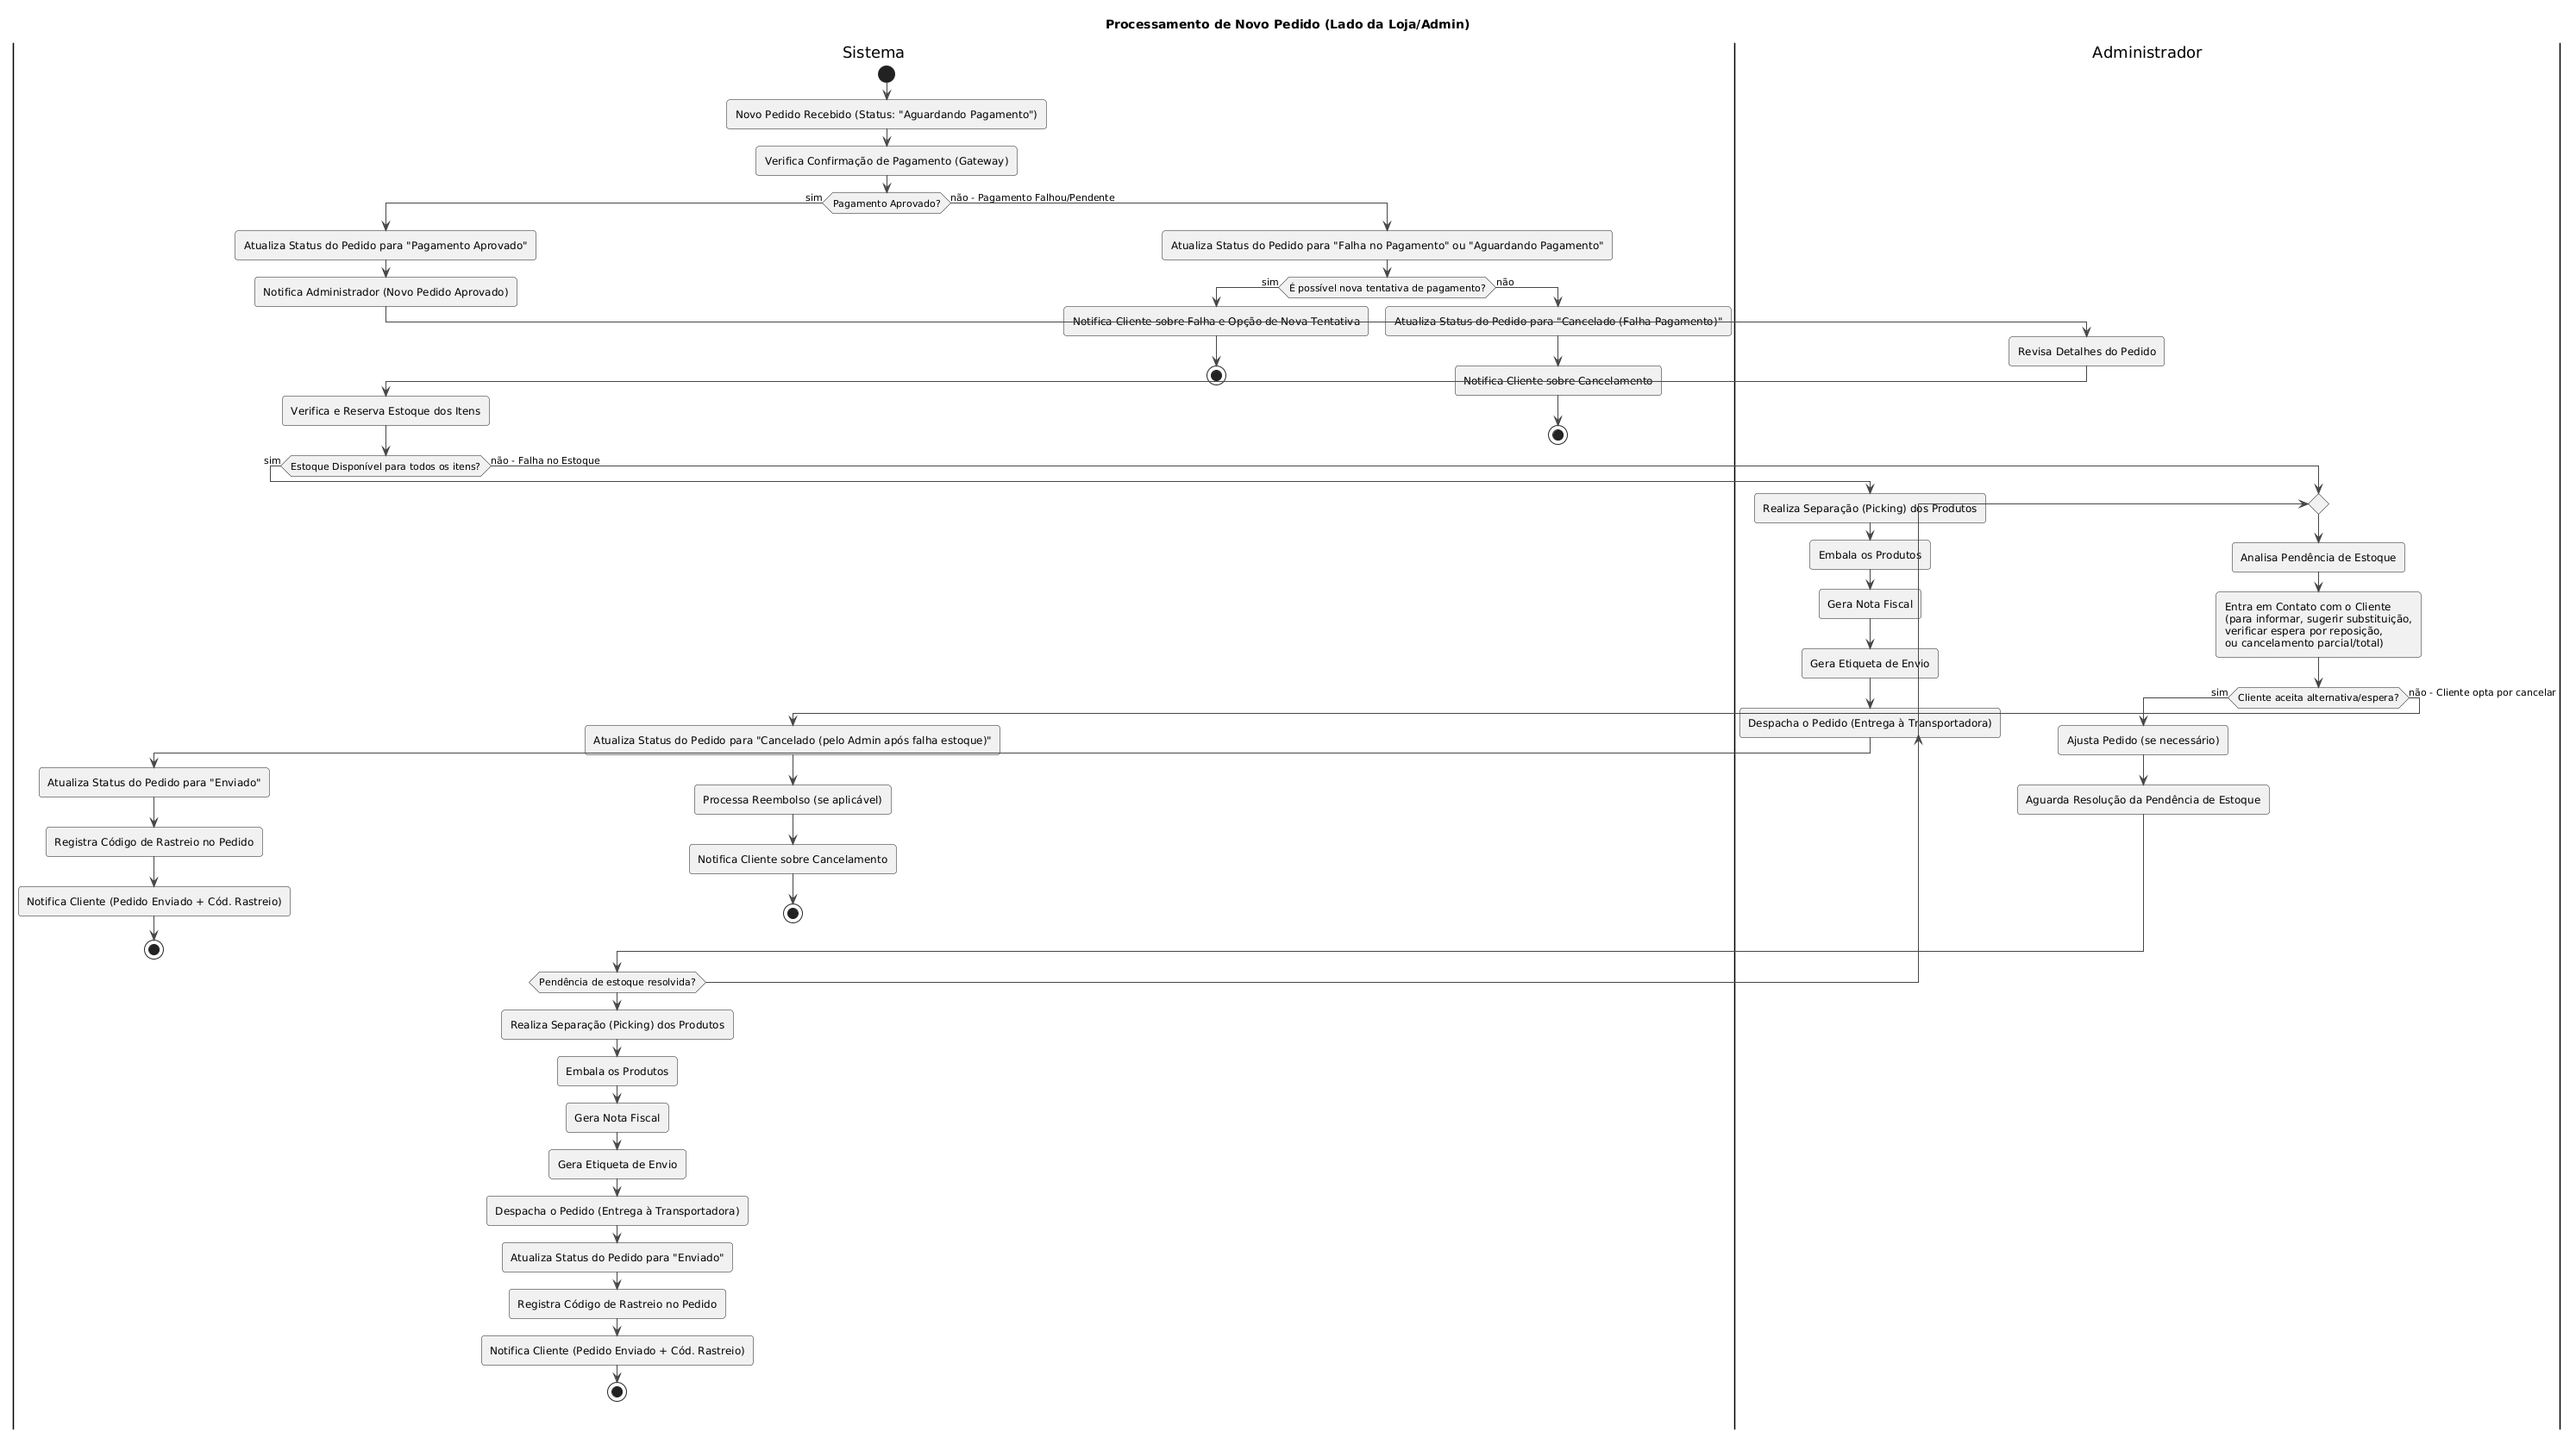 Processamento de Novo Pedido (Lado da Loja/Admin)
Sistema
Administrador
Novo Pedido Recebido (Status: "Aguardando Pagamento")
Verifica Confirmação de Pagamento (Gateway)
sim
Pagamento Aprovado?
não - Pagamento Falhou/Pendente
Atualiza Status do Pedido para "Pagamento Aprovado"
Atualiza Status do Pedido para "Falha no Pagamento" ou "Aguardando Pagamento"
Notifica Administrador (Novo Pedido Aprovado)
sim
É possível nova tentativa de pagamento?
não
Notifica Cliente sobre Falha e Opção de Nova Tentativa
Atualiza Status do Pedido para "Cancelado (Falha Pagamento)"
Revisa Detalhes do Pedido
Notifica Cliente sobre Cancelamento
Verifica e Reserva Estoque dos Itens
sim
Estoque Disponível para todos os itens?
não - Falha no Estoque
Realiza Separação (Picking) dos Produtos
Embala os Produtos
Analisa Pendência de Estoque
Gera Nota Fiscal
Entra em Contato com o Cliente
(para informar, sugerir substituição,
verificar espera por reposição,
ou cancelamento parcial/total)
Gera Etiqueta de Envio
sim
Cliente aceita alternativa/espera?
não - Cliente opta por cancelar
Despacha o Pedido (Entrega à Transportadora)
Atualiza Status do Pedido para "Cancelado (pelo Admin após falha estoque)"
Ajusta Pedido (se necessário)
Atualiza Status do Pedido para "Enviado"
Processa Reembolso (se aplicável)
Aguarda Resolução da Pendência de Estoque
Registra Código de Rastreio no Pedido
Notifica Cliente sobre Cancelamento
Notifica Cliente (Pedido Enviado + Cód. Rastreio)
Pendência de estoque resolvida?
Realiza Separação (Picking) dos Produtos
Embala os Produtos
Gera Nota Fiscal
Gera Etiqueta de Envio
Despacha o Pedido (Entrega à Transportadora)
Atualiza Status do Pedido para "Enviado"
Registra Código de Rastreio no Pedido
Notifica Cliente (Pedido Enviado + Cód. Rastreio)